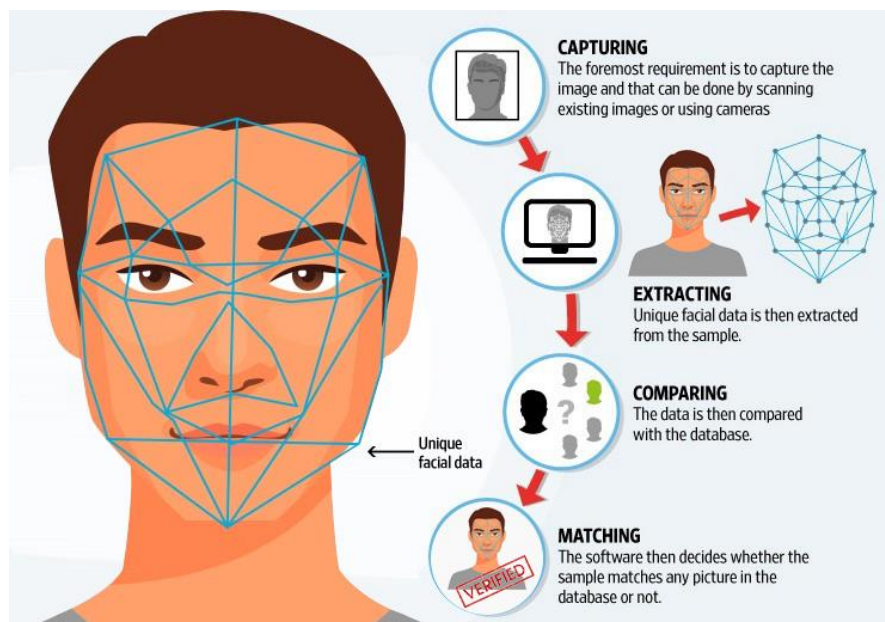 CAPTURING
The foremost requirement is to capture the
image and that can be done by scanning
existing images or using cameras
EXTRACTING
Unique facial data is then extracted
from the sample.
COMPARING
The data is then compared
with the database.
?
Unique
facial data
MATCHING
The software then decides whether the
sample matches any picture in the
database or not.
VERIFIED